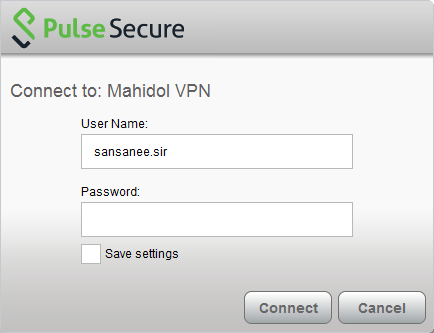 Pulse Secure
Connect to: Mahidol VPN
User Name:
sansanee.sir
Password:
Save settings
Connect Cancel